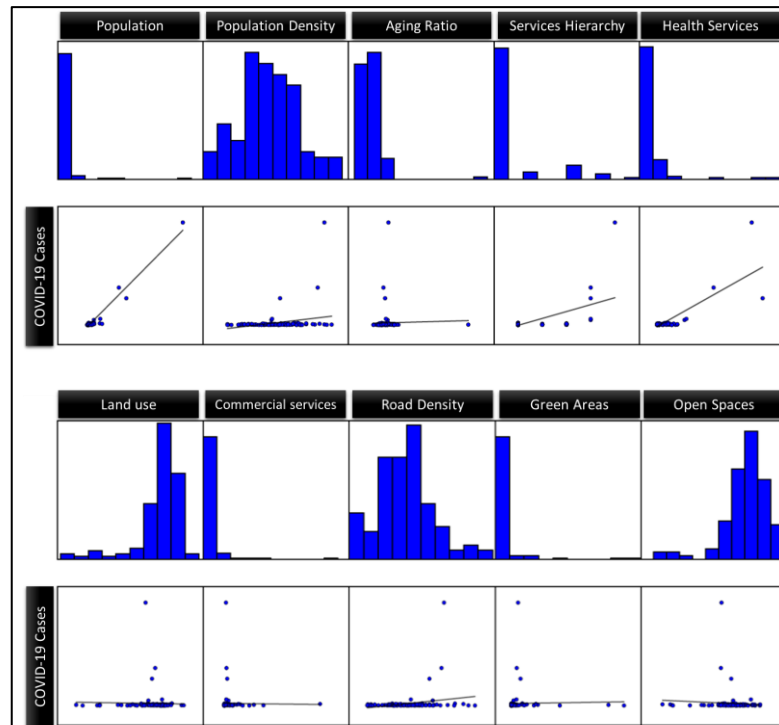 Population
Population Density
Aging Ratio
Services Hierarchy
Health Services
COVID-19 Cases
Land use
Commercial services
Road Density
Green Areas
Open Spaces
COVID-19 Cases